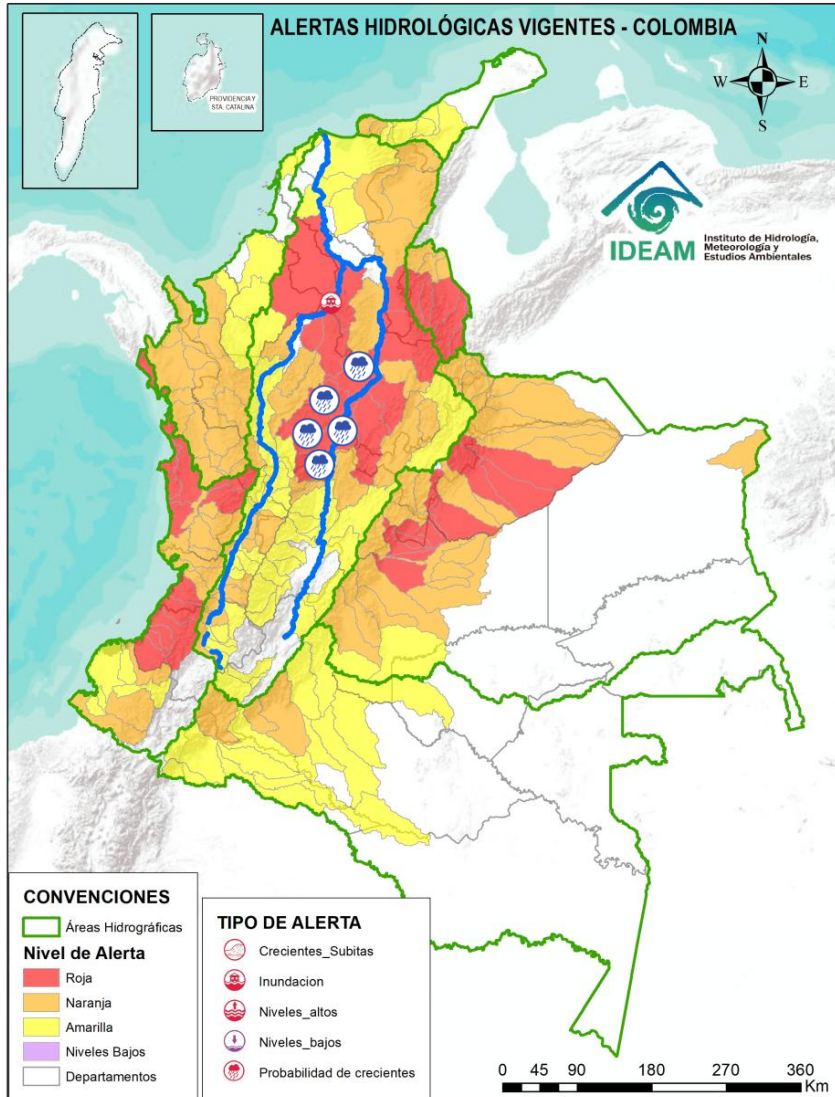 ALERTAS HIDROLÓGICAS VIGENTES - COLOMBIA
PROVIDENCIA Y
STA. CATALINA
N
W
E
S
IDEAM
Instituto de Hidrología,
Meteorología y
Estudios Ambientales
CONVENCIONES
Áreas Hidrográficas
Nivel de Alerta
Roja
Naranja
Amarilla
Niveles Bajos
Departamentos
TIPO DE ALERTA
Crecientes_Subitas
Inundacion
Niveles_altos
Niveles_bajos
Probabilidad de crecientes
0 45 90 180 270 360
Km